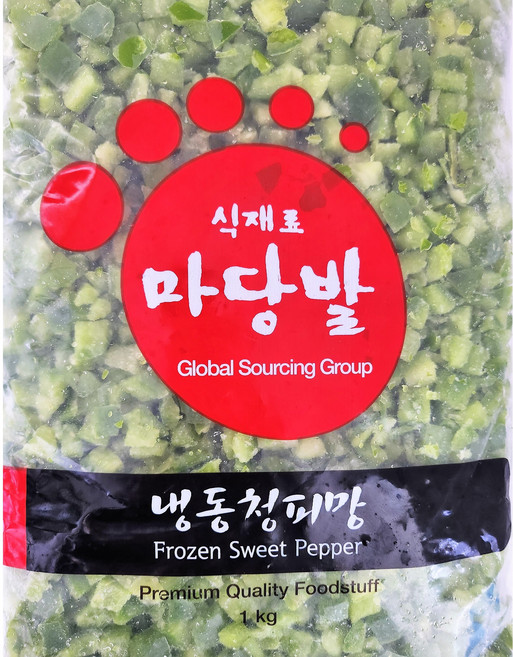 식재료
마당발
Global Sourcing Group
냉동청피망
Frozen Sweet Pepper
Premium Quality Foodstuff
1 kg